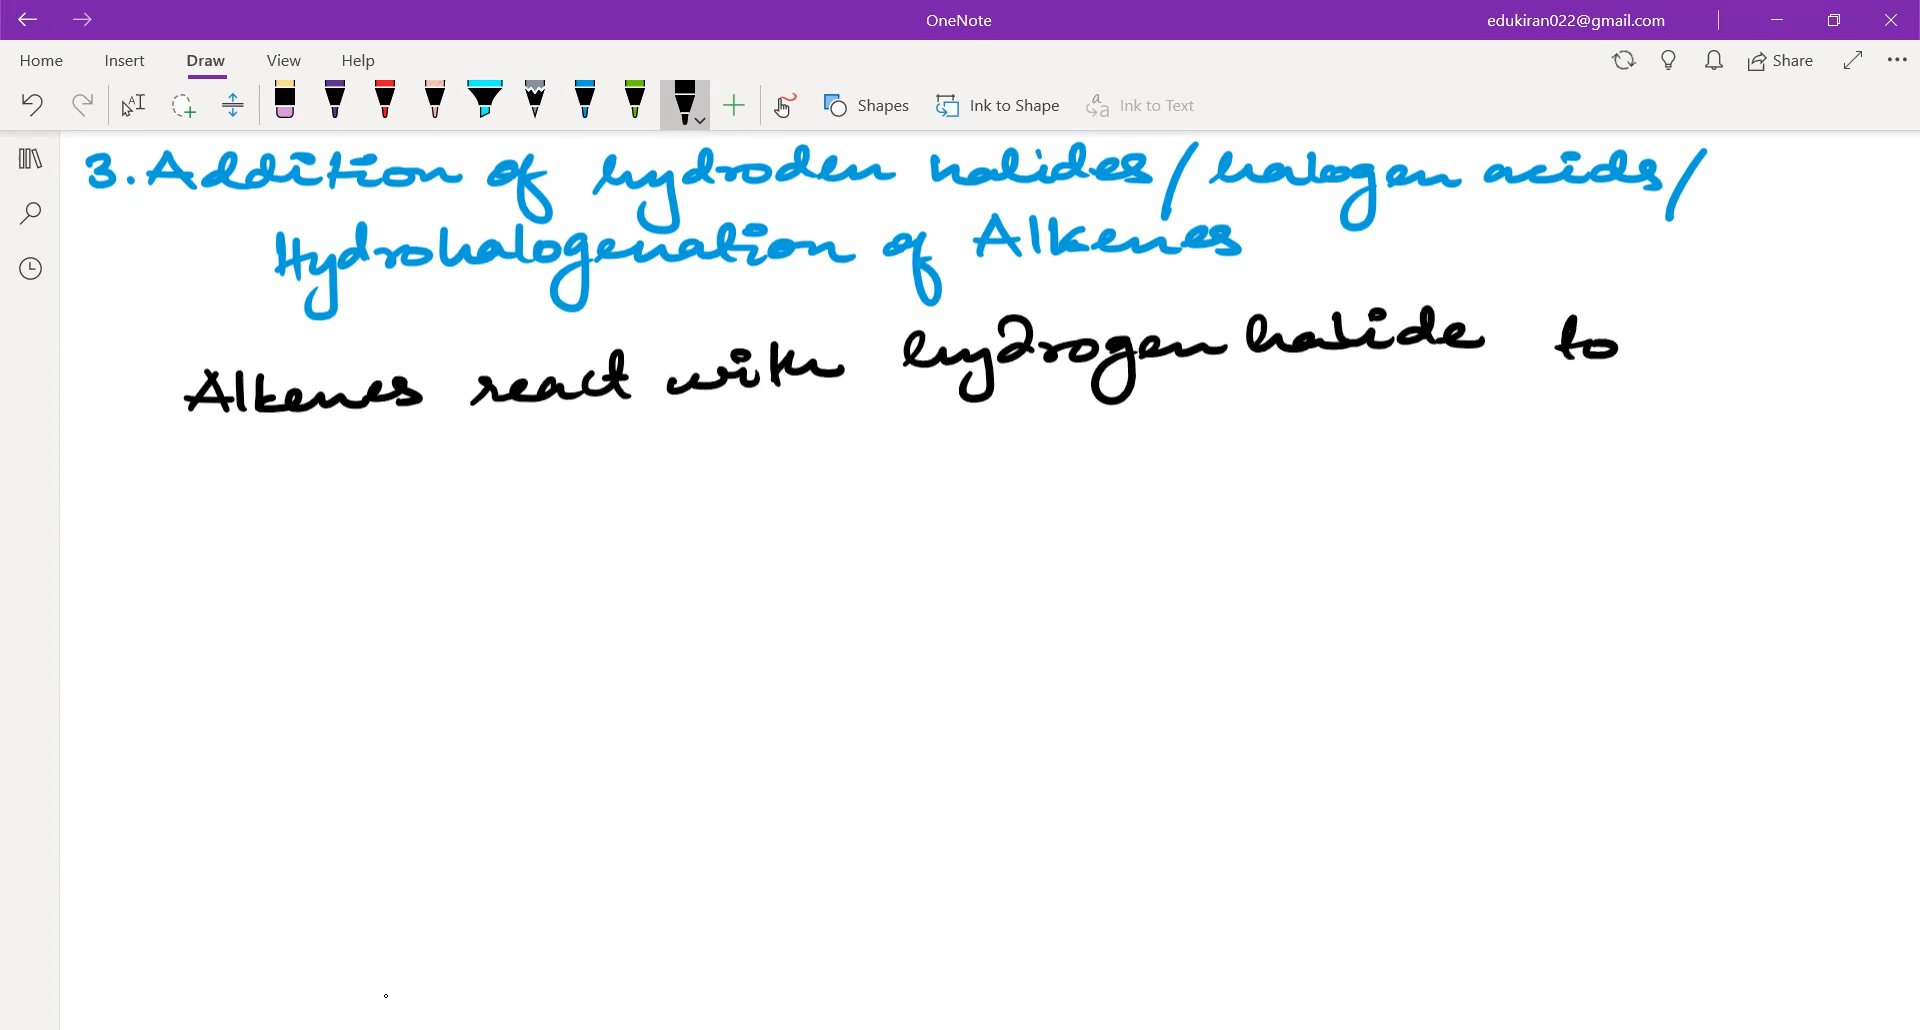 OneNote
edukiran022@gmail.com
Home Insert Draw View Help
Share
Shapes Ink to Shape Ink to Text
3. Addition of hydroden halides/halogen acids/
Hydrohalogenation of Alkenes
Alkenes react with hydrogen halide to